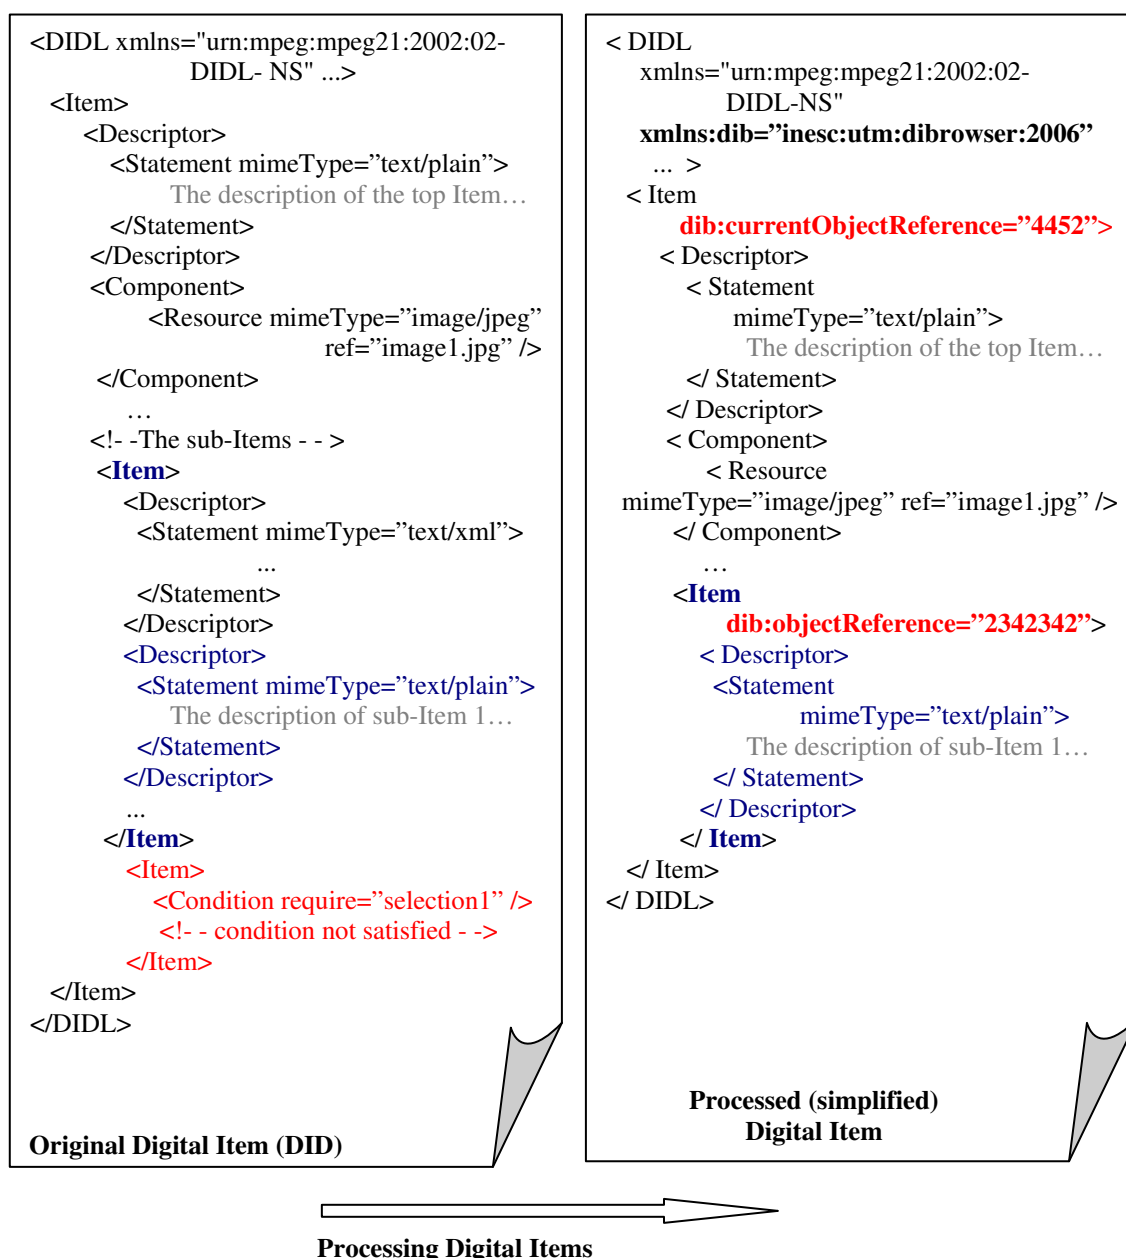 <DIDL xmlns="urn:mpeg:mpeg21:2002:02-
DIDL- NS" ...>
<Item>
<Descriptor>
<Statement mimeType=”text/plain”>
The description of the top Item…
</Statement>
</Descriptor>
<Component>
<Resource mimeType=”image/jpeg”
ref=”image1.jpg” />
</Component>
…
<!- -The sub-Items - - >
<Item>
<Descriptor>
<Statement mimeType=”text/xml”>
...
</Statement>
</Descriptor>
<Descriptor>
<Statement mimeType=”text/plain”>
The description of sub-Item 1…
</Statement>
</Descriptor>
...
</Item>
<Item>
<Condition require=”selection1” />
<!- - condition not satisfied - ->
</Item>
</Item>
</DIDL>
Original Digital Item (DID)
< DIDL
xmlns="urn:mpeg:mpeg21:2002:02-
DIDL-NS"
xmlns:dib=”inesc:utm:dibrowser:2006”
... >
< Item
dib:currentObjectReference=”4452”>
< Descriptor>
< Statement
mimeType=”text/plain”>
The description of the top Item…
</ Statement>
</ Descriptor>
< Component>
< Resource
mimeType=”image/jpeg” ref=”image1.jpg” />
</ Component>
…
<Item
dib:objectReference=”2342342”>
< Descriptor>
<Statement
mimeType=”text/plain”>
The description of sub-Item 1…
</ Statement>
</ Descriptor>
</ Item>
</ Item>
</ DIDL>
Processed (simplified)
Digital Item
Processing Digital Items